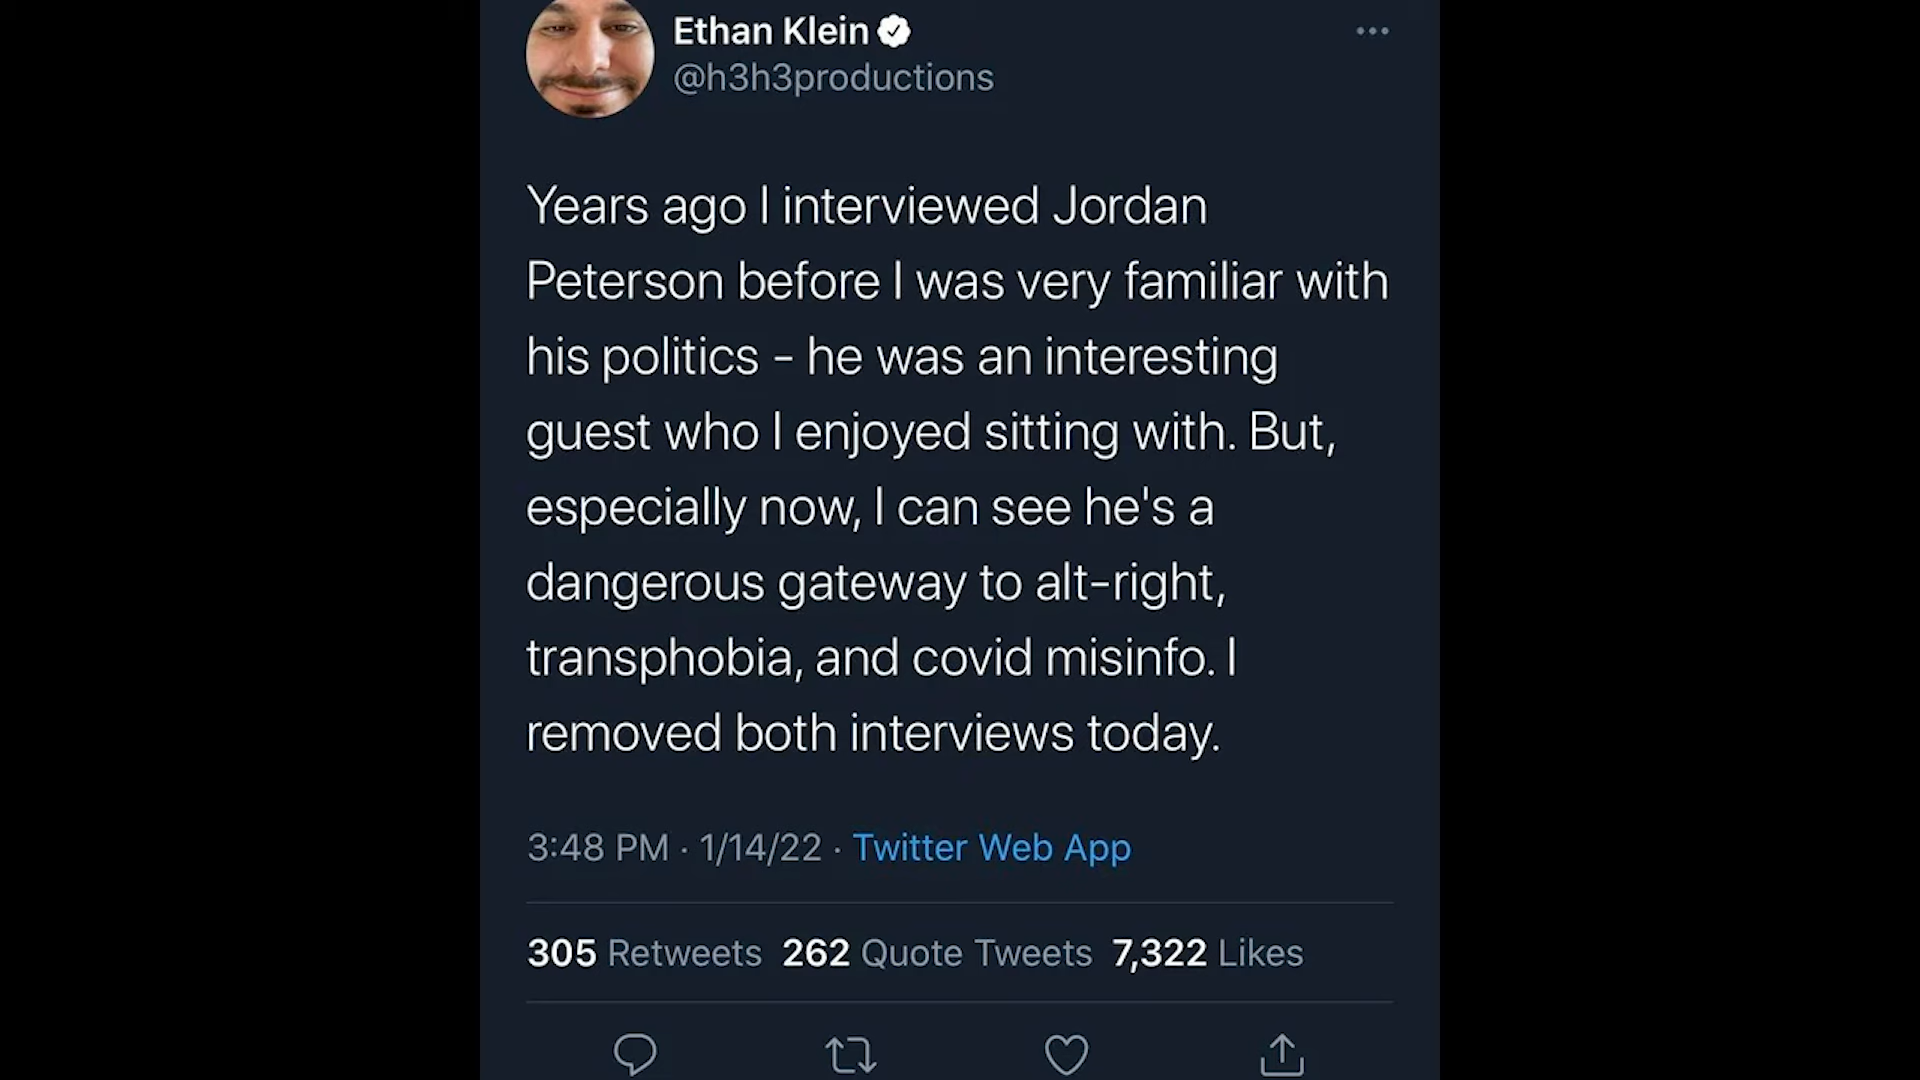 Ethan Klein
@h3h3productions
Years ago I interviewed Jordan
Peterson before I was very familiar with
his politics - he was an interesting
guest who I enjoyed sitting with. But,
especially now, I can see he's a
dangerous gateway to alt-right,
transphobia, and covid misinfo. I
removed both interviews today.
3:48 PM · 1/14/22 · Twitter Web App
305 Retweets 262 Quote Tweets 7,322 Likes